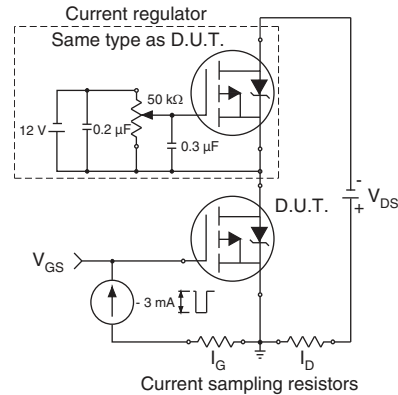 Current regulator
Same type as D.U.T.
50 kΩ
12 V
0.2 µF
0.3 µF
-
+
V_DS
D.U.T.
V_GS
- 3 mA
I_G
I_D
Current sampling resistors